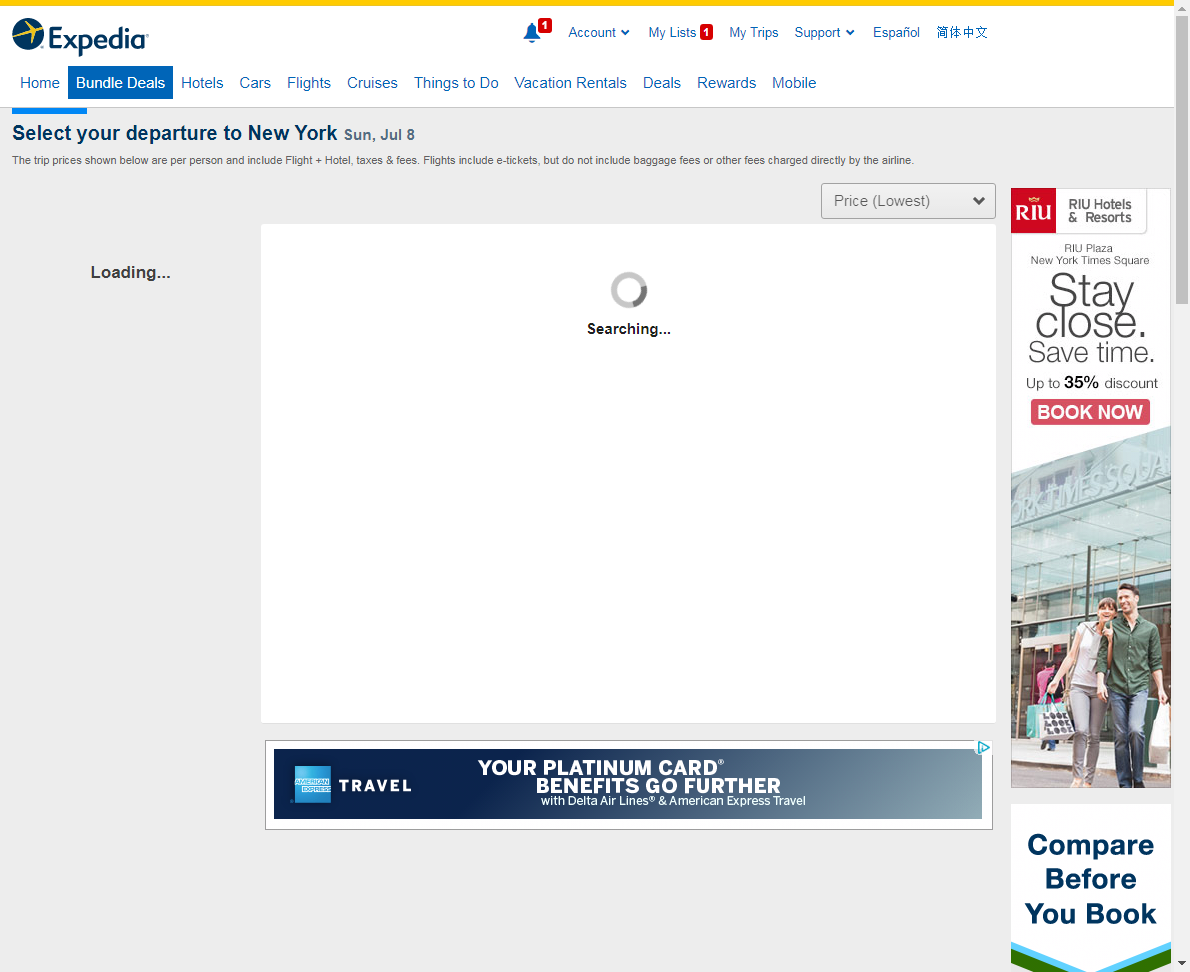 Expedia
1
Account
My Lists 1
My Trips
Support
Español
简体中文
Home
Bundle Deals
Hotels
Cars
Flights
Cruises
Things to Do
Vacation Rentals
Deals
Rewards
Mobile
Select your departure to New York Sun, Jul 8
The trip prices shown below are per person and include Flight + Hotel, taxes & fees. Flights include e-tickets, but do not include baggage fees or other fees charged directly by the airline.
Price (Lowest)
Loading...
Searching...
RIU
RIU Hotels
& Resorts
RIU Plaza
New York Times Square
Stay
close.
Save time.
Up to 35% discount
BOOK NOW
LOOK
LOOK
AMERICAN
EXPRESS
TRAVEL
YOUR PLATINUM CARD®
BENEFITS GO FURTHER
with Delta Air Lines® & American Express Travel
Compare
Before
You Book